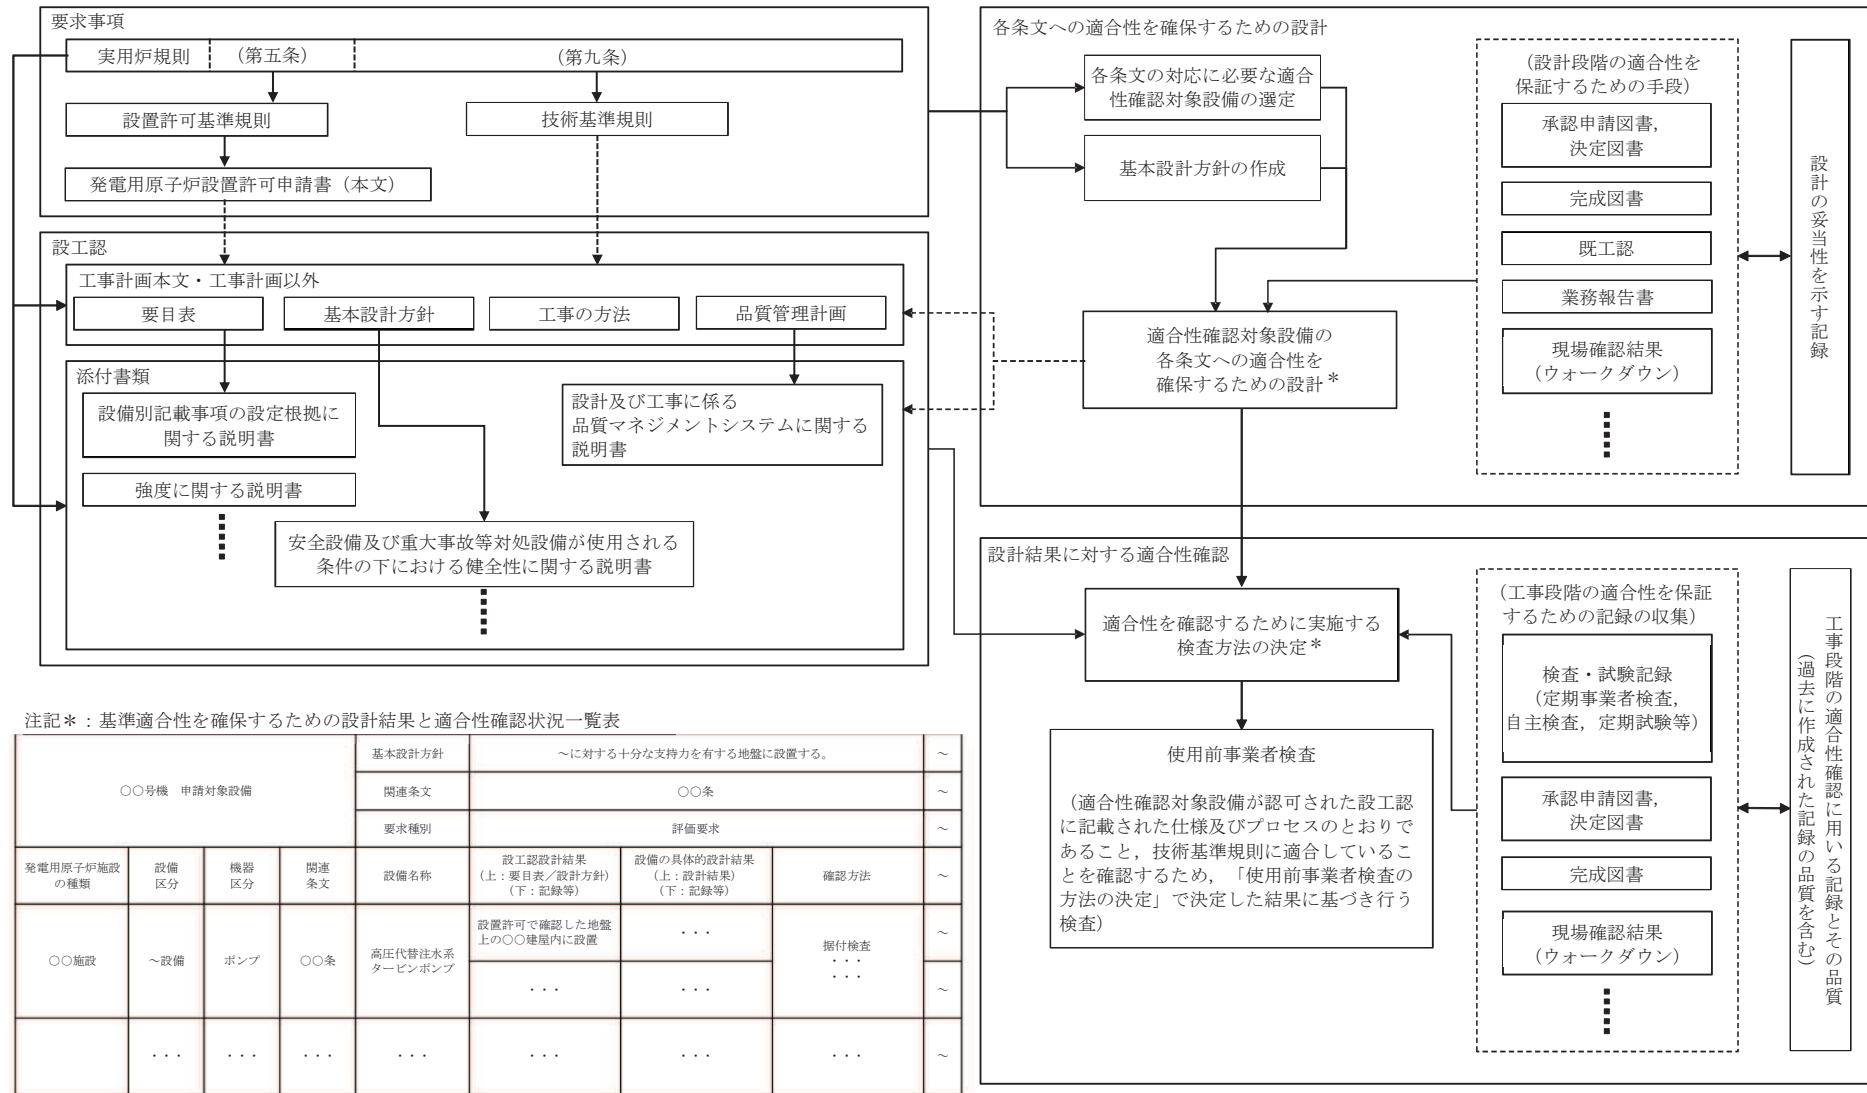 要求事項
実用炉規則
(第五条)
(第九条)
設置許可基準規則
技術基準規則
発電用原子炉設置許可申請書（本文）
設工認
工事計画本文・工事計画以外
要目表
基本設計方針
工事の方法
品質管理計画
添付書類
設備別記載事項の設定根拠に
関する説明書
設計及び工事に係る
品質マネジメントシステムに関する
説明書
強度に関する説明書
安全設備及び重大事故等対処設備が使用される
条件の下における健全性に関する説明書
各条文への適合性を確保するための設計
各条文の対応に必要な適合
性確認対象設備の選定
基本設計方針の作成
適合性確認対象設備の
各条文への適合性を
確保するための設計＊
（設計段階の適合性を
保証するための手段）
承認申請図書，
決定図書
完成図書
既工認
業務報告書
現場確認結果
（ウォークダウン）
設計の妥当性を示す記録
設計結果に対する適合性確認
適合性を確認するために実施する
検査方法の決定＊
使用前事業者検査
（適合性確認対象設備が認可された設工認
に記載された仕様及びプロセスのとおりで
あること，技術基準規則に適合しているこ
とを確認するため，「使用前事業者検査の
方法の決定」で決定した結果に基づき行う
検査）
（工事段階の適合性を保証
するための記録の収集）
検査・試験記録
（定期事業者検査，
自主検査，定期試験等）
承認申請図書，
決定図書
完成図書
現場確認結果
（ウォークダウン）
工事段階の適合性確認に用いる記録とその品質
（過去に作成された記録の品質を含む）
注記＊：基準適合性を確保するための設計結果と適合性確認状況一覧表
○○号機　申請対象設備
基本設計方針
～に対する十分な支持力を有する地盤に設置する。
～
関連条文
○○条
～
要求種別
評価要求
～
発電用原子炉施設
の種類
設備
区分
機器
区分
関連
条文
設備名称
設工認設計結果
（上：要目表／設計方針）
（下：記録等）
設備の具体的設計結果
（上：設計結果）
（下：記録等）
確認方法
～
○○施設
～設備
ポンプ
○○条
高圧代替注水系
タービンポンプ
設置許可で確認した地盤
上の○○建屋内に設置
・・・
据付検査
・・・
・・・
～
・・・
・・・
～
・・・
・・・
・・・
・・・
・・・
・・・
・・・
～